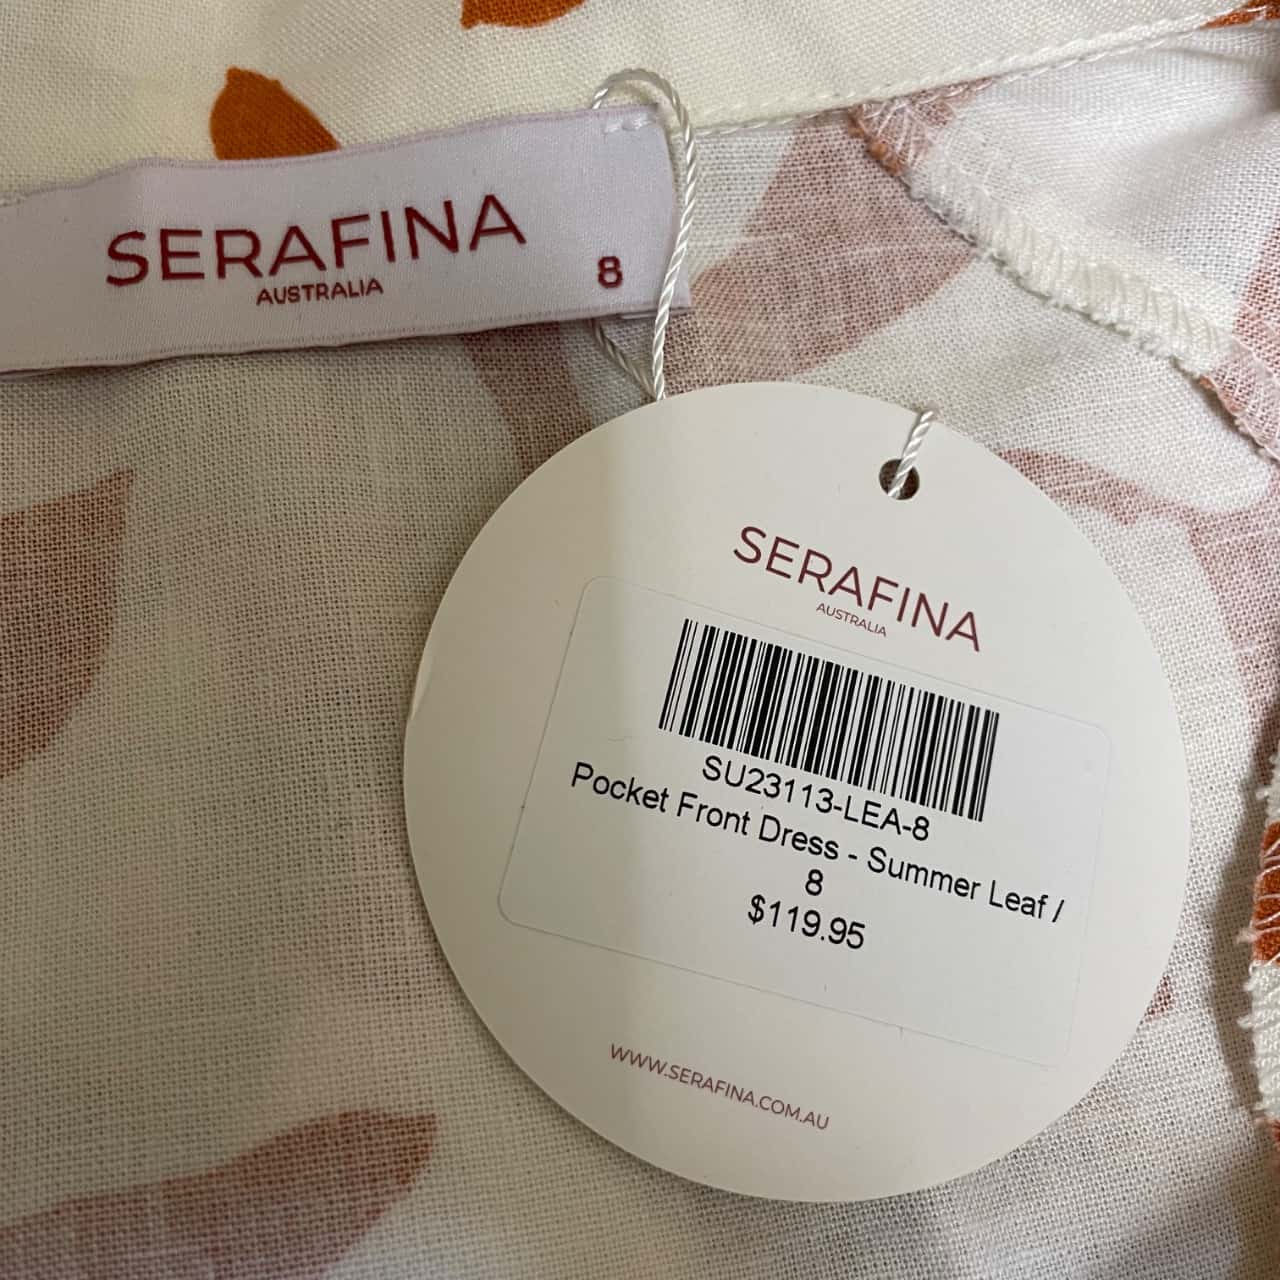 SERAFINA
AUSTRALIA
8
SERAFINA
AUSTRALIA
SU23113-LEA-8
Pocket Front Dress - Summer Leaf /
8
$119.95
WWW.SERAFINA.COM.AU